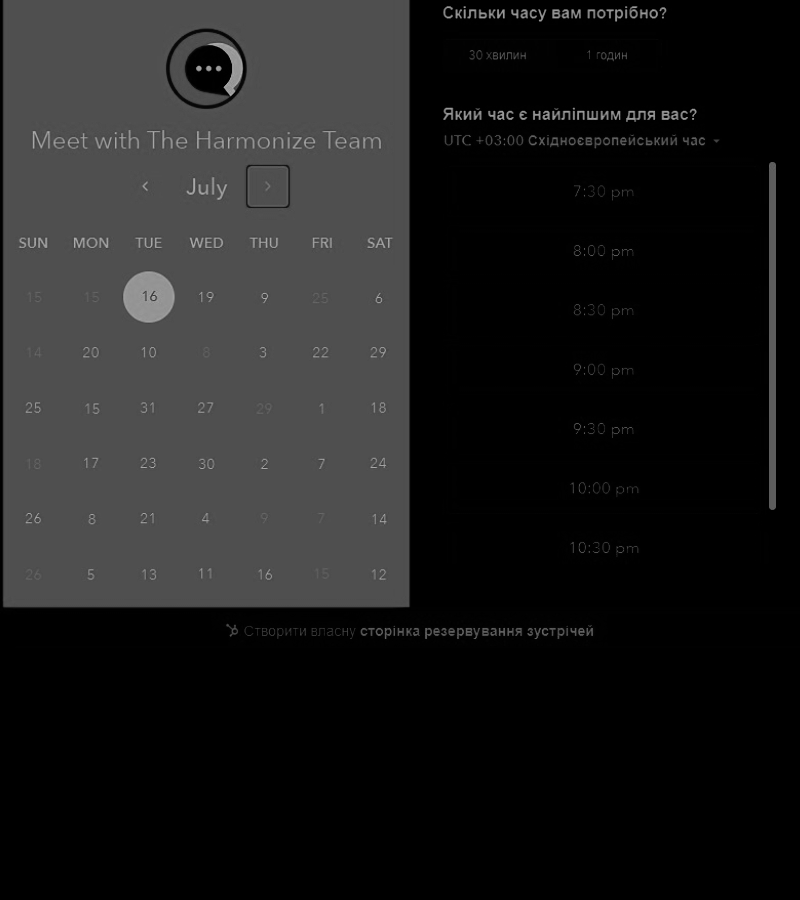 Meet with The Harmonize Team
July
SUN MON TUE WED THU FRI SAT
15 15 16 19 9 25 6
14 20 10 8 3 22 29
25 15 31 27 29 1 18
18 17 23 30 2 7 24
26 8 21 4 9 7 14
26 5 13 11 16 15 12
Скільки часу вам потрібно?
30 хвилин 1 годин
Який час є найліпшим для вас?
UTC +03:00 Східноєвропейський час
7:30 pm
8:00 pm
8:30 pm
9:00 pm
9:30 pm
10:00 pm
10:30 pm
Створити власну сторінка резервування зустрічей